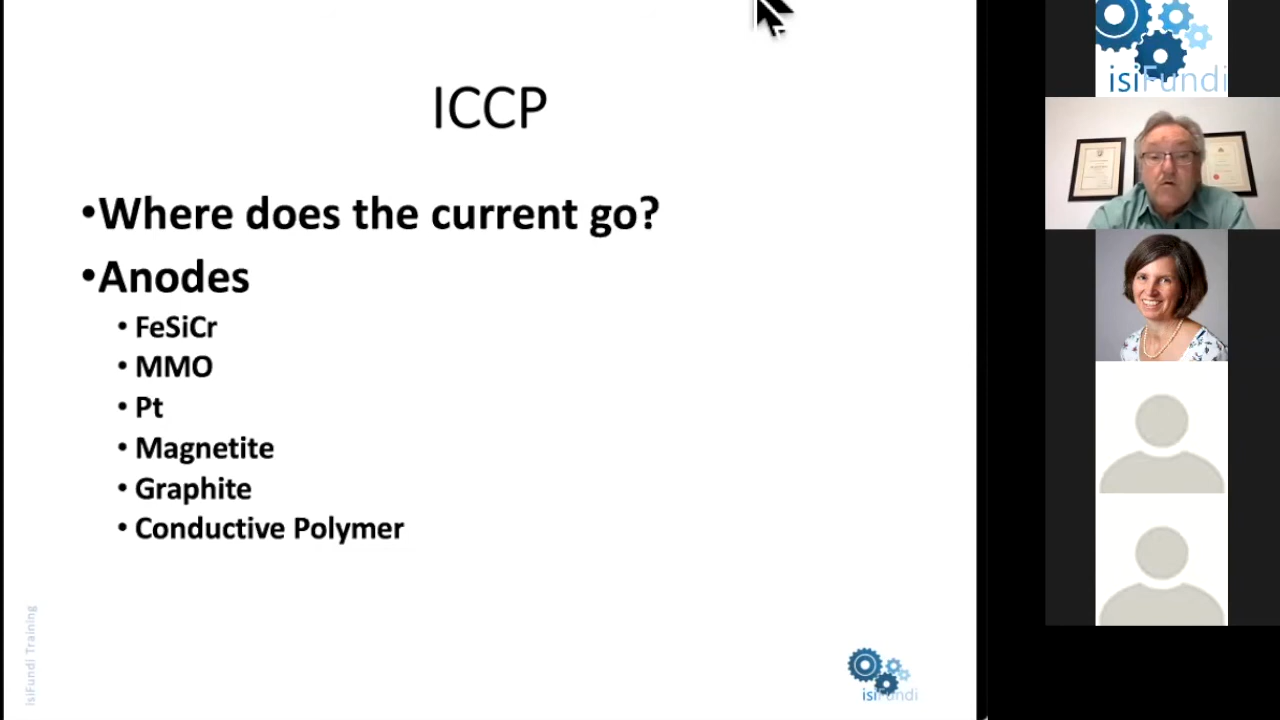 ICCP
•Where does the current go?
•Anodes
• FeSiCr
• MMO
• Pt
• Magnetite
• Graphite
• Conductive Polymer
isiFundi Training
isiFundi
isiFundi